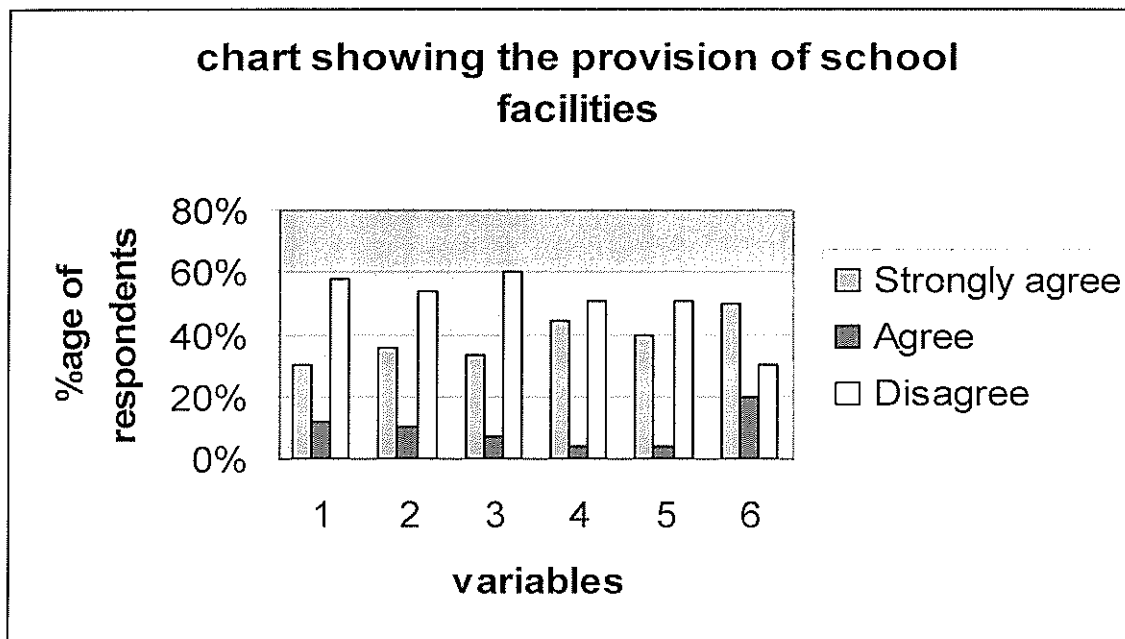 chart showing the provision of school
facilities
%age of
respondents
80%
60%
40%
20%
0%
1 2 3 4 5 6
variables
Strongly agree
Agree
Disagree